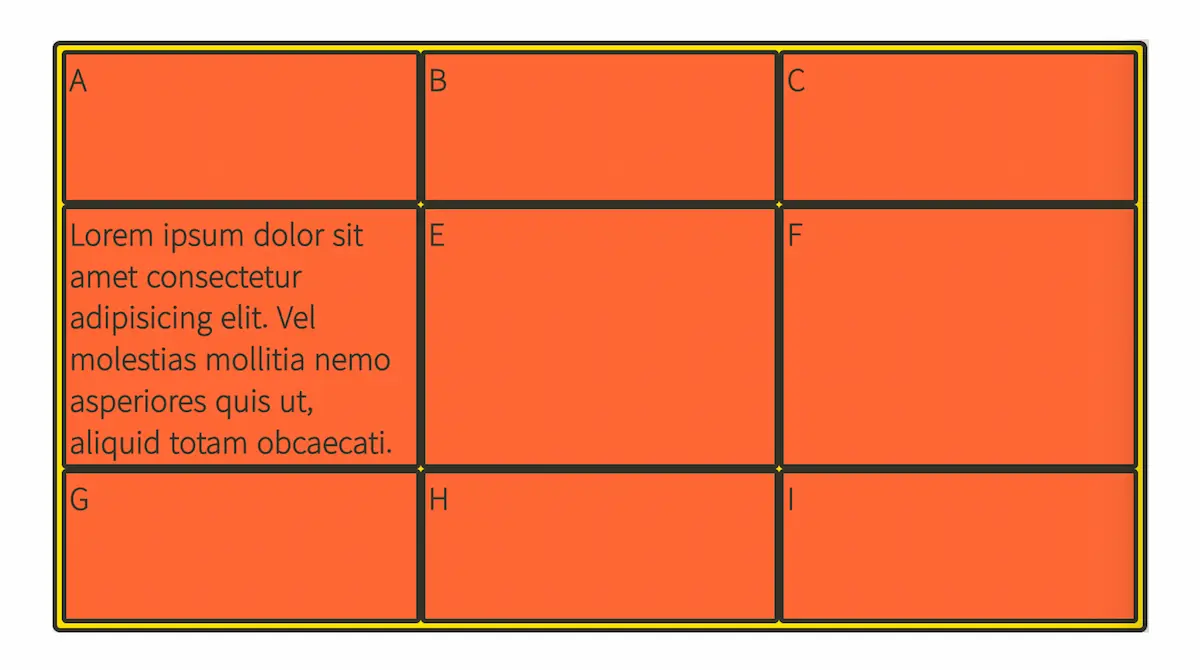 A
B
C
Lorem ipsum dolor sit
amet consectetur
adipisicing elit. Vel
molestias mollitia nemo
asperiores quis ut,
aliquid totam obcaecati.
E
F
G
H
I